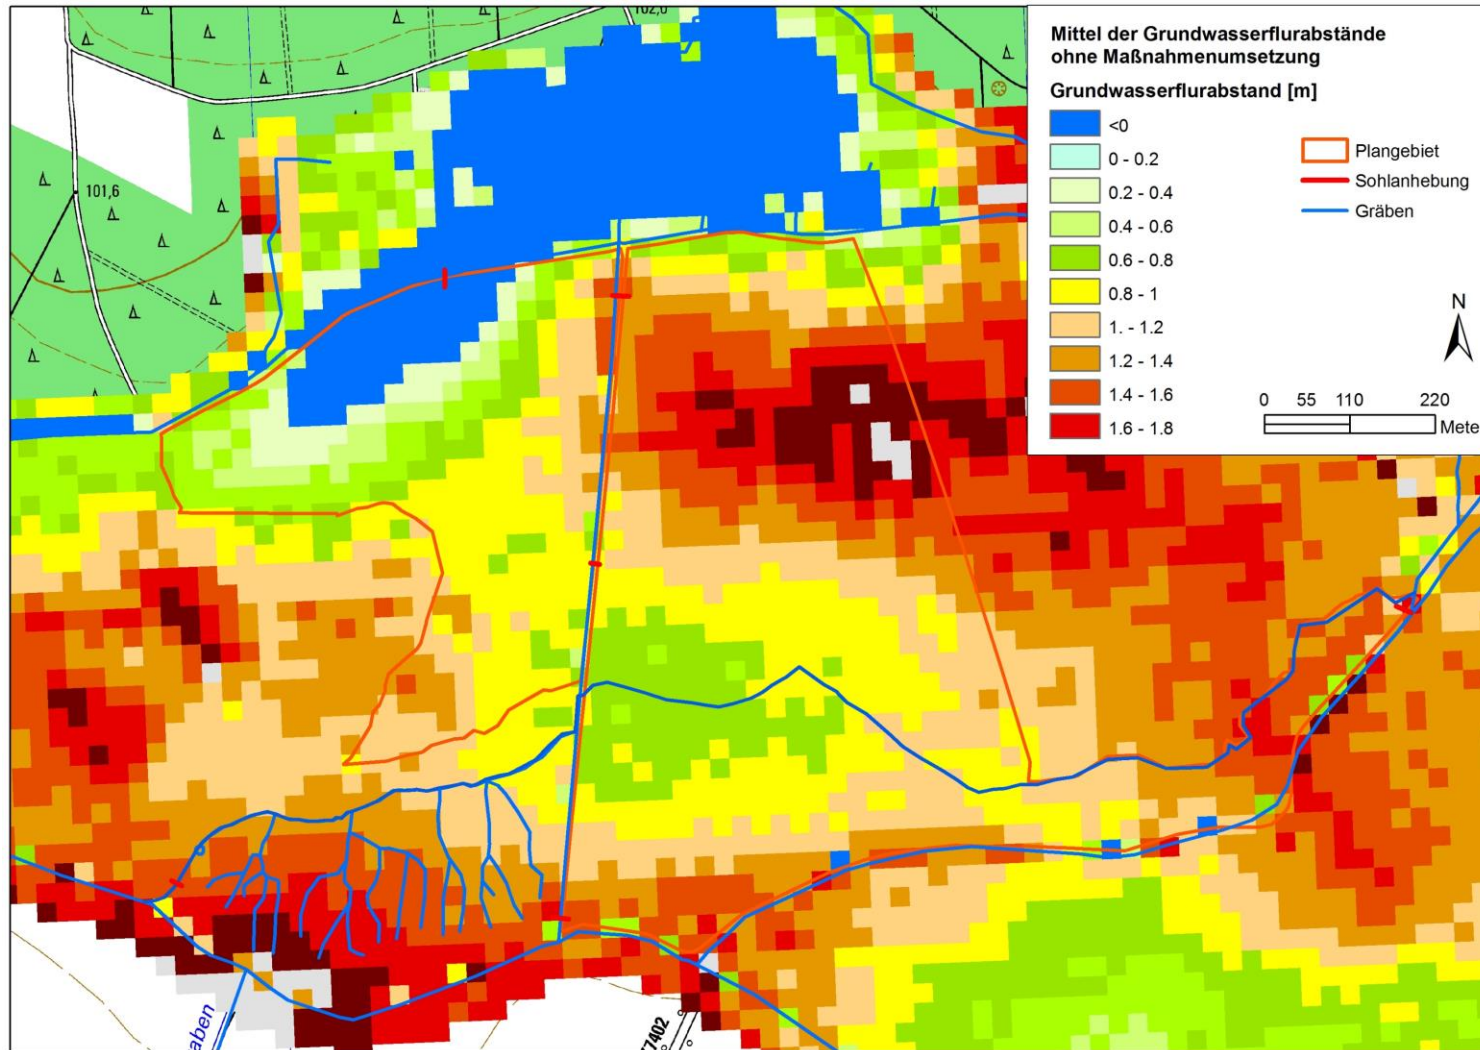 102,0
101,6
Mittel der Grundwasserflurabstände
ohne Maßnahmenumsetzung
Grundwasserflurabstand [m]
<0
0 - 0.2
0.2 - 0.4
0.4 - 0.6
0.6 - 0.8
0.8 - 1
1. - 1.2
1.2 - 1.4
1.4 - 1.6
1.6 - 1.8
Plangebiet
Sohlanhebung
Gräben
N
0 55 110 220
Mete
aben
7402